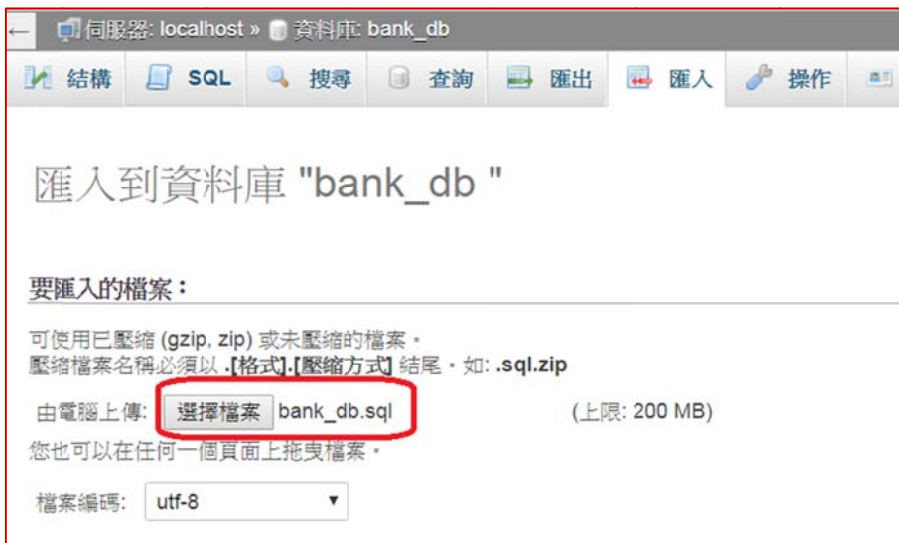 ← 伺服器: localhost » 資料庫: bank_db
結構 SQL 搜尋 查詢 匯出 匯入 操作
匯入到資料庫 "bank_db "
要匯入的檔案：
可使用已壓縮 (gzip, zip) 或未壓縮的檔案。
壓縮檔案名稱必須以 .[格式].[壓縮方式] 結尾。如: .sql.zip
由電腦上傳: 選擇檔案 bank_db.sql (上限: 200 MB)
您也可以在任何一個頁面上拖曳檔案。
檔案編碼: utf-8